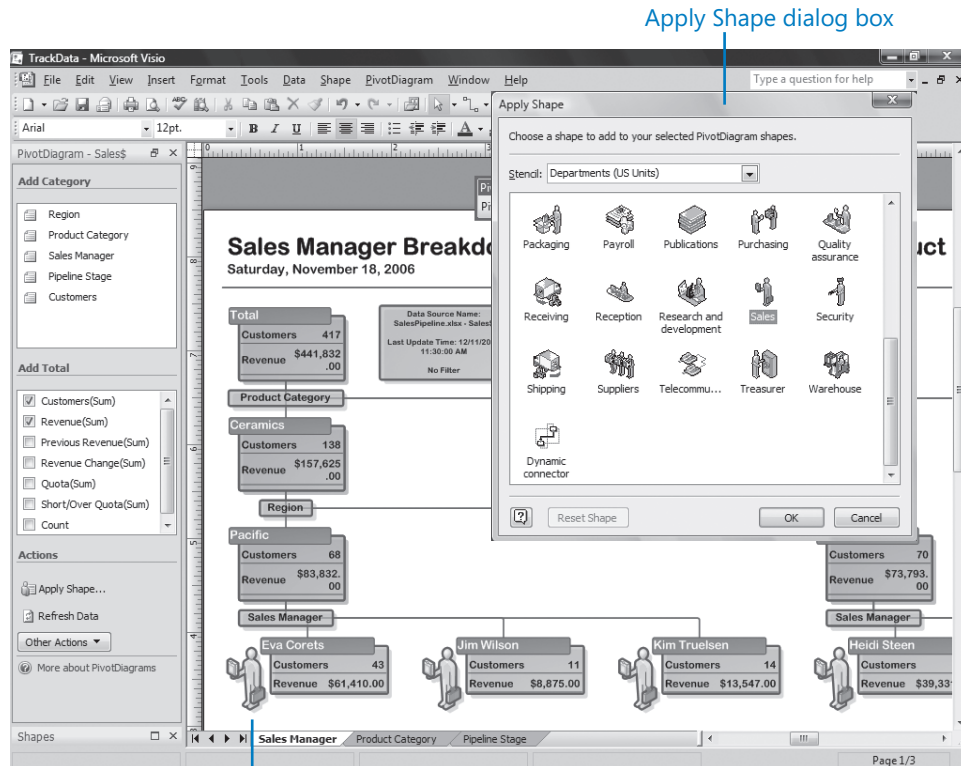 Apply Shape dialog box
TrackData - Microsoft Visio
File Edit View Insert Format Tools Data Shape PivotDiagram Window Help
Type a question for help
Arial 12pt. B I U A
PivotDiagram - Sales$
Add Category
Region
Product Category
Sales Manager
Pipeline Stage
Customers
Add Total
Customers(Sum)
Revenue(Sum)
Previous Revenue(Sum)
Revenue Change(Sum)
Quota(Sum)
Short/Over Quota(Sum)
Count
Actions
Apply Shape...
Refresh Data
Other Actions
More about PivotDiagrams
Shapes
0 1 2 3
Sales Manager
Saturday, November 18, 2006
Total
Customers 417
Revenue $441,832
.00
Data Source Name:
SalesPipeline.xlsx - Sales
Last Update Time: 12/11/20
11:30:00 AM
No Filter
Product Category
Ceramics
Customers 138
Revenue $157,625
.00
Region
Pacific
Customers 68
Revenue $83,832.
00
Sales Manager
Eva Corets
Customers 43
Revenue $61,410.00
Jim Wilson
Customers 11
Revenue $8,875.00
Kim Truelsen
Customers 14
Revenue $13,547.00
Customers 70
Revenue $73,793.
00
Sales Manager
Heidi Steen
Customers
Revenue $39,33
Apply Shape
Choose a shape to add to your selected PivotDiagram shapes.
Stencil: Departments (US Units)
Packaging Payroll Publications Purchasing Quality
assurance
Receiving Reception Research and
development Sales Security
Shipping Suppliers Telecommu... Treasurer Warehouse
Dynamic
connector
Reset Shape OK Cancel
Sales Manager Product Category Pipeline Stage
Page 1/3